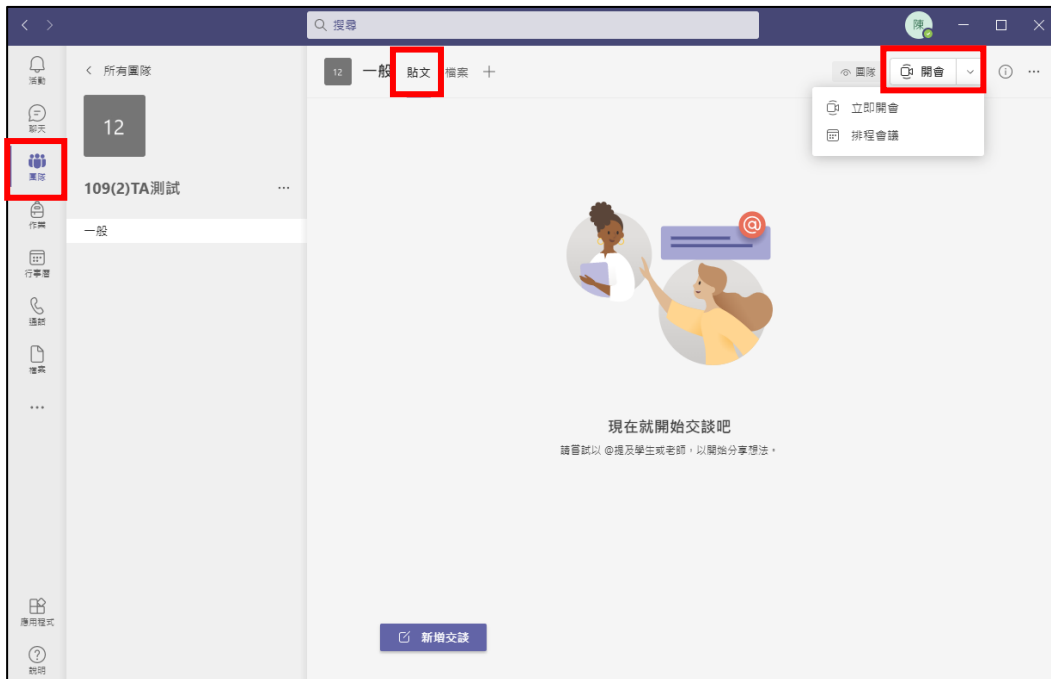 搜尋
陳
活動
聊天
團隊
作業
行事曆
通話
檔案
應用程式
說明
所有團隊
12
109(2)TA測試
一般
12
一般 貼文 檔案
團隊
開會
立即開會
排程會議
@
現在就開始交談吧
請嘗試以 @提及學生或老師，以開始分享想法。
新增交談